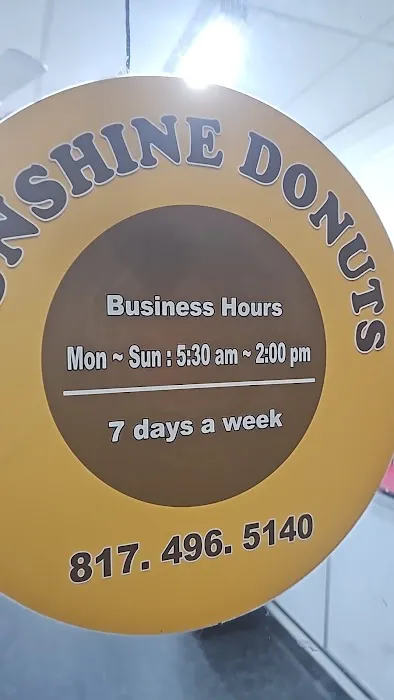 NSHINE DONUTS
Business Hours
Mon ~ Sun : 5:30 am ~ 2:00 pm
7 days a week
817. 496. 5140